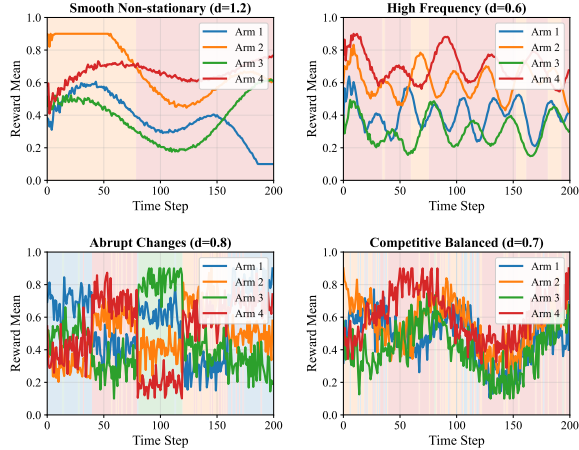 Smooth Non-stationary (d=1.2)
1.0
0.8
0.6
0.4
0.2
0.0
Reward Mean
0
50
100
150
200
Time Step
Arm 1
Arm 2
Arm 3
Arm 4
High Frequency (d=0.6)
1.0
0.8
0.6
0.4
0.2
0.0
Reward Mean
0
50
100
150
200
Time Step
Arm 1
Arm 2
Arm 3
Arm 4
Abrupt Changes (d=0.8)
1.0
0.8
0.6
0.4
0.2
0.0
Reward Mean
0
50
100
150
200
Time Step
Arm 1
Arm 2
Arm 3
Arm 4
Competitive Balanced (d=0.7)
1.0
0.8
0.6
0.4
0.2
0.0
Reward Mean
0
50
100
150
200
Time Step
Arm 1
Arm 2
Arm 3
Arm 4